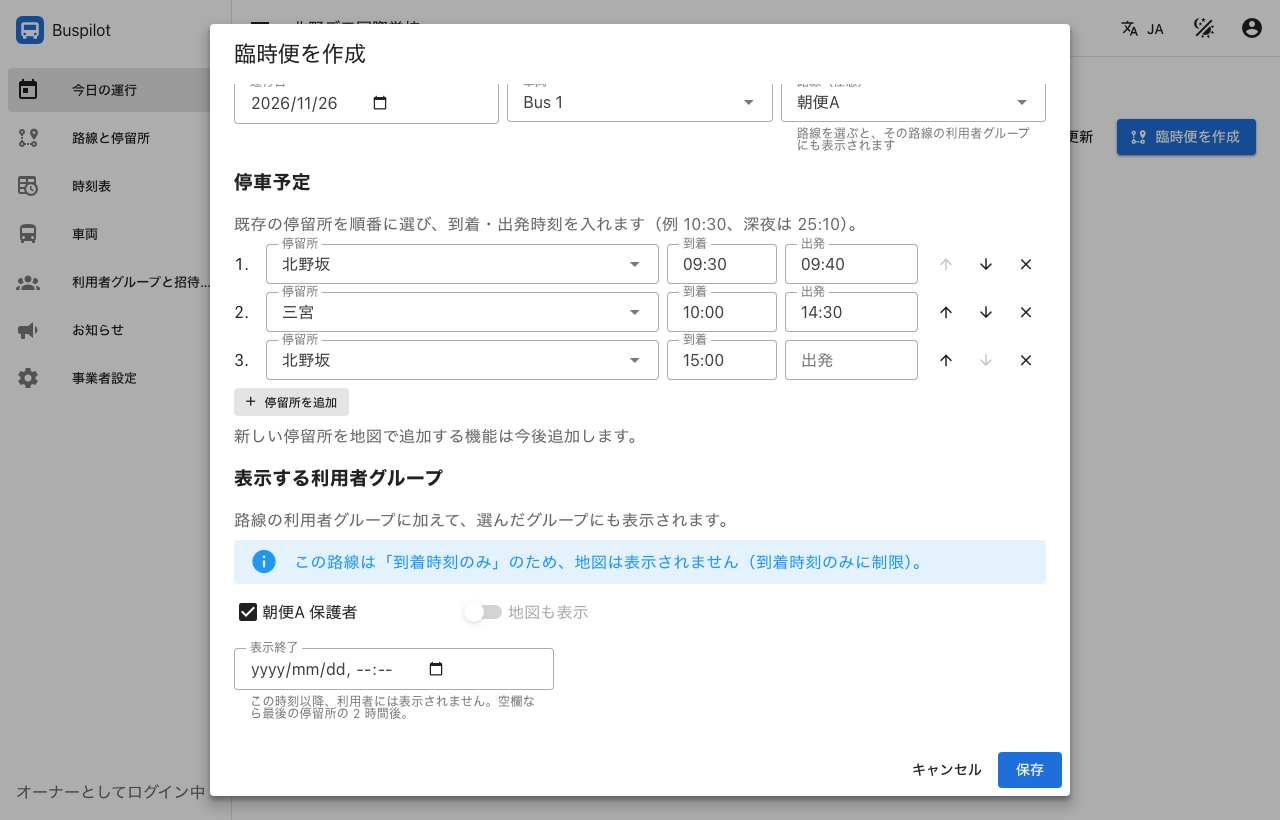 Buspilot
JA
今日の運行
路線と停留所
時刻表
車両
利用者グループと招待...
お知らせ
事業者設定
オーナーとしてログイン中
更新
臨時便を作成
臨時便を作成
2026/11/26
Bus 1
朝便A
路線を選ぶと、その路線の利用者グループ
にも表示されます
停車予定
既存の停留所を順番に選び、到着・出発時刻を入れます（例 10:30、深夜は 25:10）。
1.
停留所
北野坂
到着
09:30
出発
09:40
2.
停留所
三宮
到着
10:00
出発
14:30
3.
停留所
北野坂
到着
15:00
出発
停留所を追加
新しい停留所を地図で追加する機能は今後追加します。
表示する利用者グループ
路線の利用者グループに加えて、選んだグループにも表示されます。
この路線は「到着時刻のみ」のため、地図は表示されません（到着時刻のみに制限）。
朝便A 保護者
地図も表示
表示終了
yyyy/mm/dd, --:--
この時刻以降、利用者には表示されません。空欄な
ら最後の停留所の 2 時間後。
キャンセル
保存